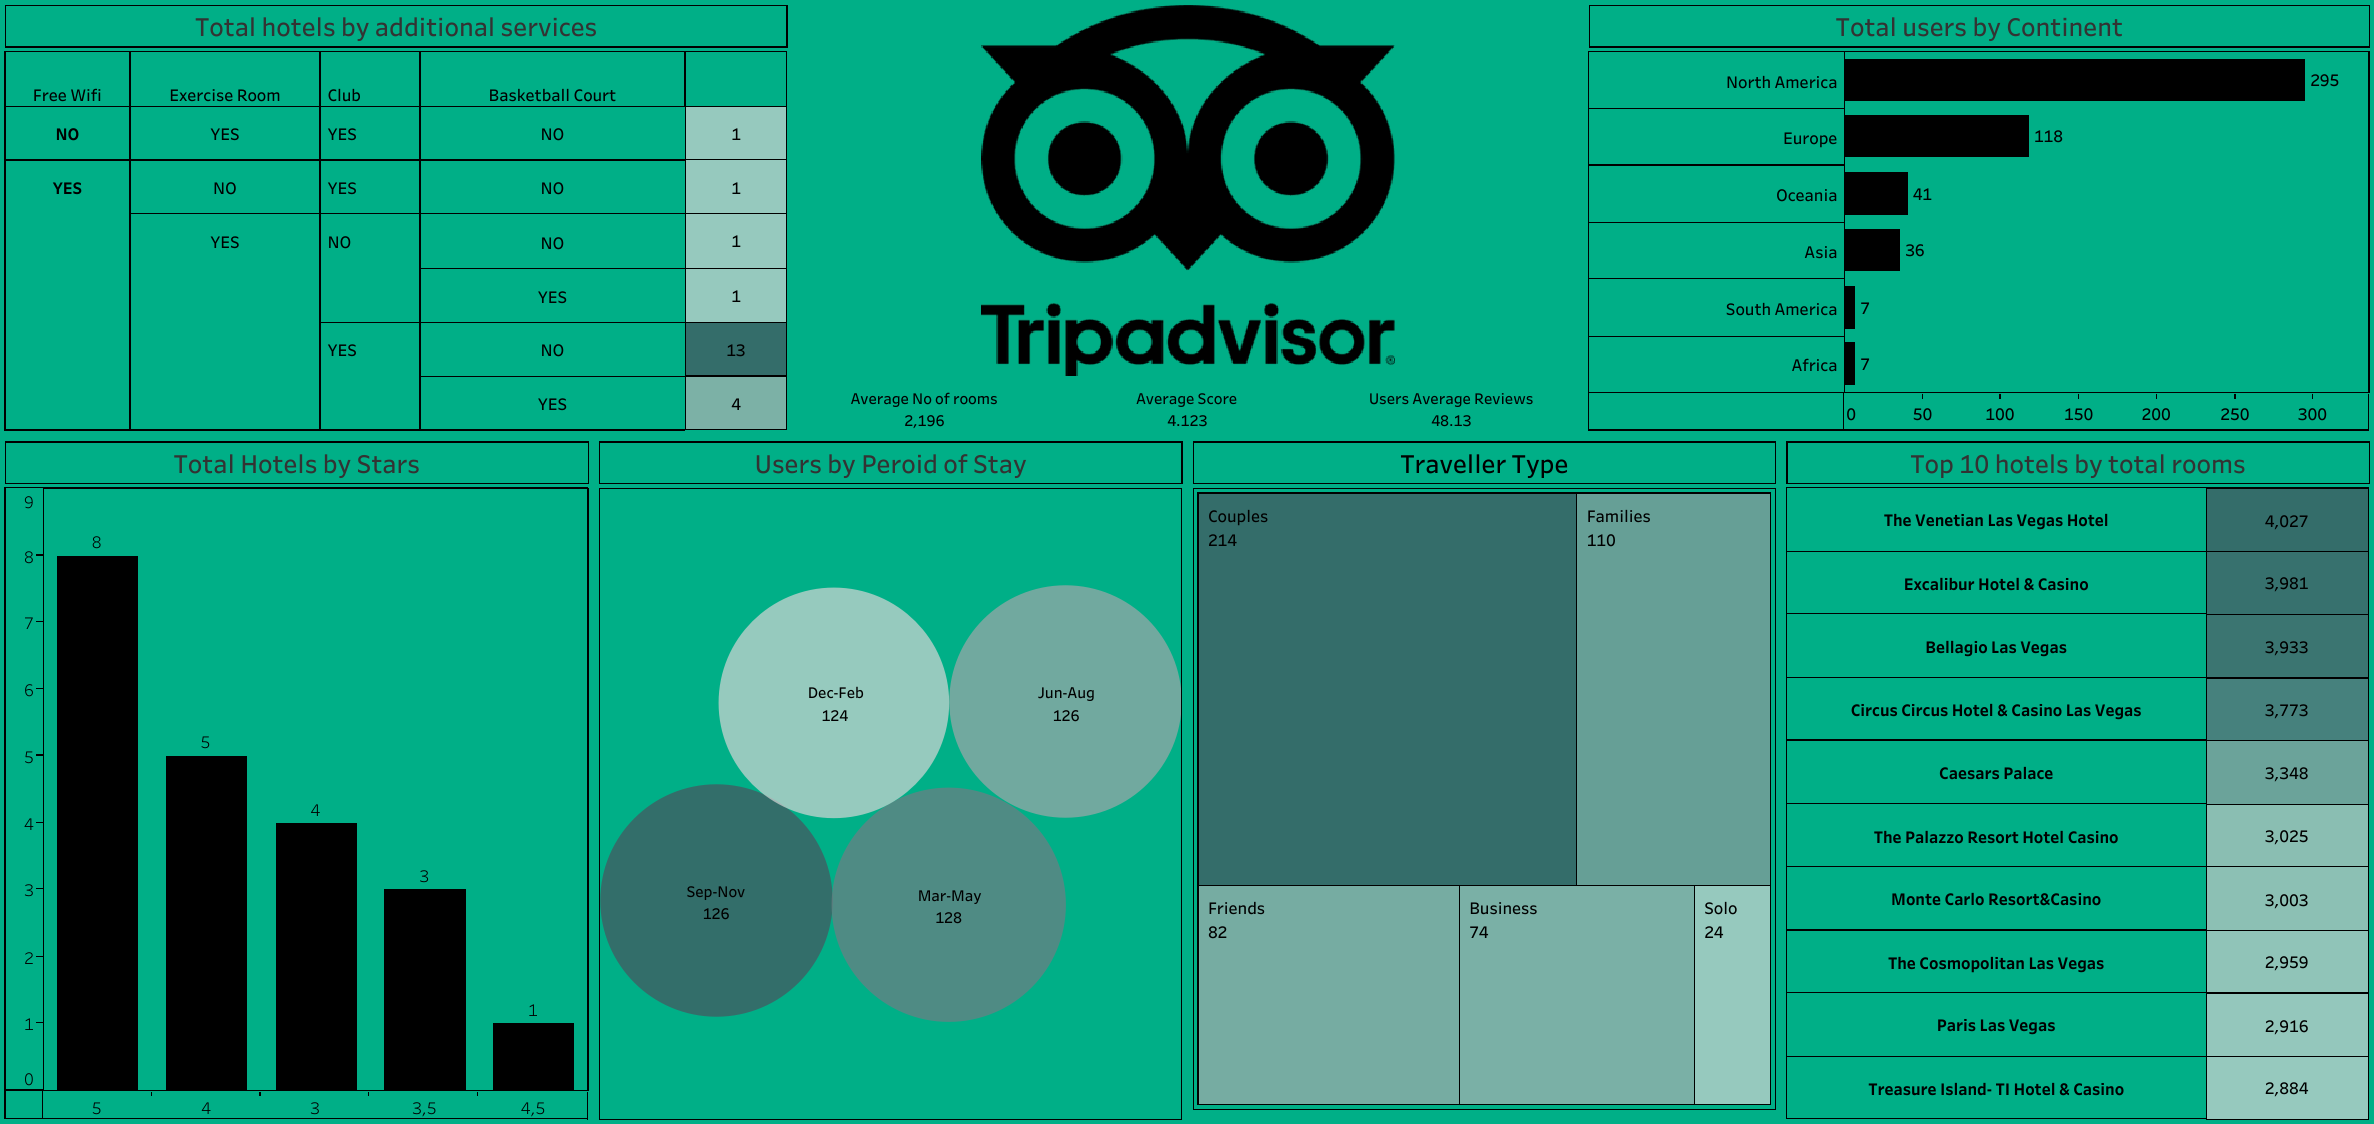 Total hotels by additional services
Free Wifi Exercise Room Club Basketball Court
NO YES YES NO 1
YES NO YES NO 1
YES NO NO 1
YES 1
YES NO 13
YES 4
Tripadvisor®
Average No of rooms
2,196
Average Score
4.123
Users Average Reviews
48.13
Total users by Continent
North America 295
Europe 118
Oceania 41
Asia 36
South America 7
Africa 7
0 50 100 150 200 250 300
Total Hotels by Stars
9
8
7
6
5
4
3
2
1
0
8
5
4
3
1
5 4 3 3,5 4,5
Users by Peroid of Stay
Dec-Feb
124
Jun-Aug
126
Sep-Nov
126
Mar-May
128
Traveller Type
Couples
214
Families
110
Friends
82
Business
74
Solo
24
Top 10 hotels by total rooms
The Venetian Las Vegas Hotel 4,027
Excalibur Hotel & Casino 3,981
Bellagio Las Vegas 3,933
Circus Circus Hotel & Casino Las Vegas 3,773
Caesars Palace 3,348
The Palazzo Resort Hotel Casino 3,025
Monte Carlo Resort&Casino 3,003
The Cosmopolitan Las Vegas 2,959
Paris Las Vegas 2,916
Treasure Island- TI Hotel & Casino 2,884